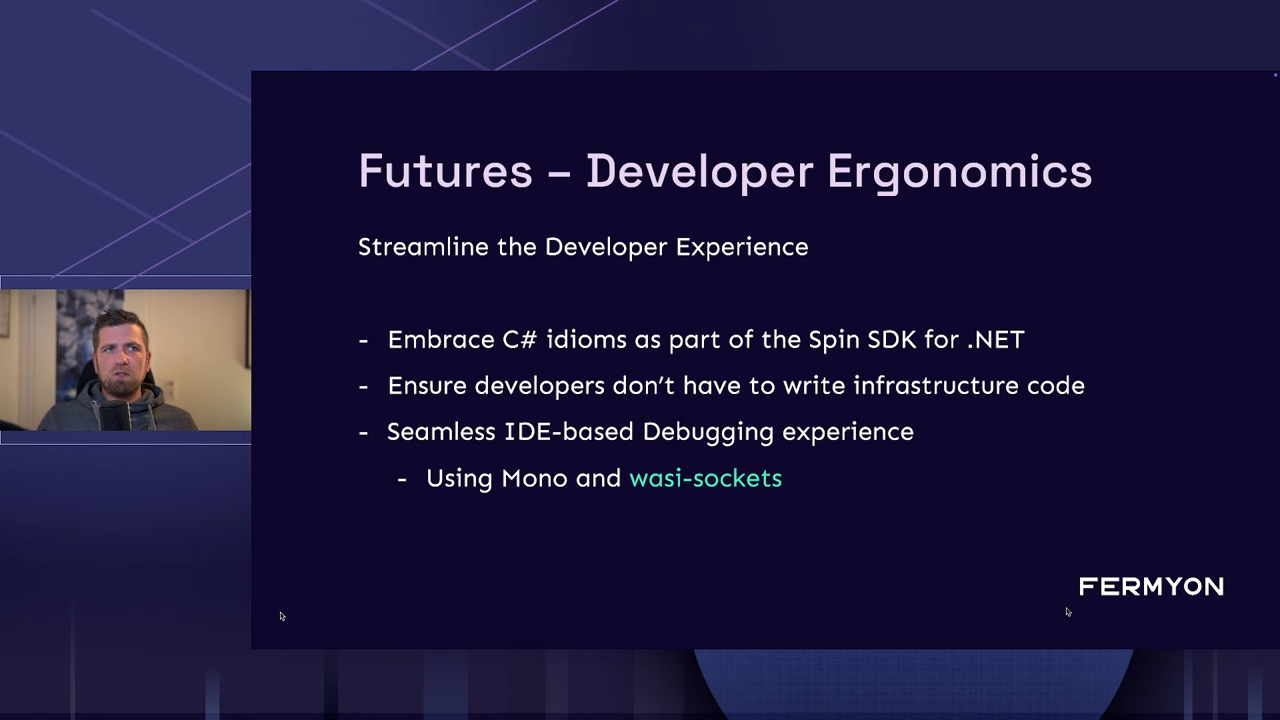 Futures – Developer Ergonomics
Streamline the Developer Experience
- Embrace C# idioms as part of the Spin SDK for .NET
- Ensure developers don’t have to write infrastructure code
- Seamless IDE-based Debugging experience
- Using Mono and wasi-sockets
FERMYON